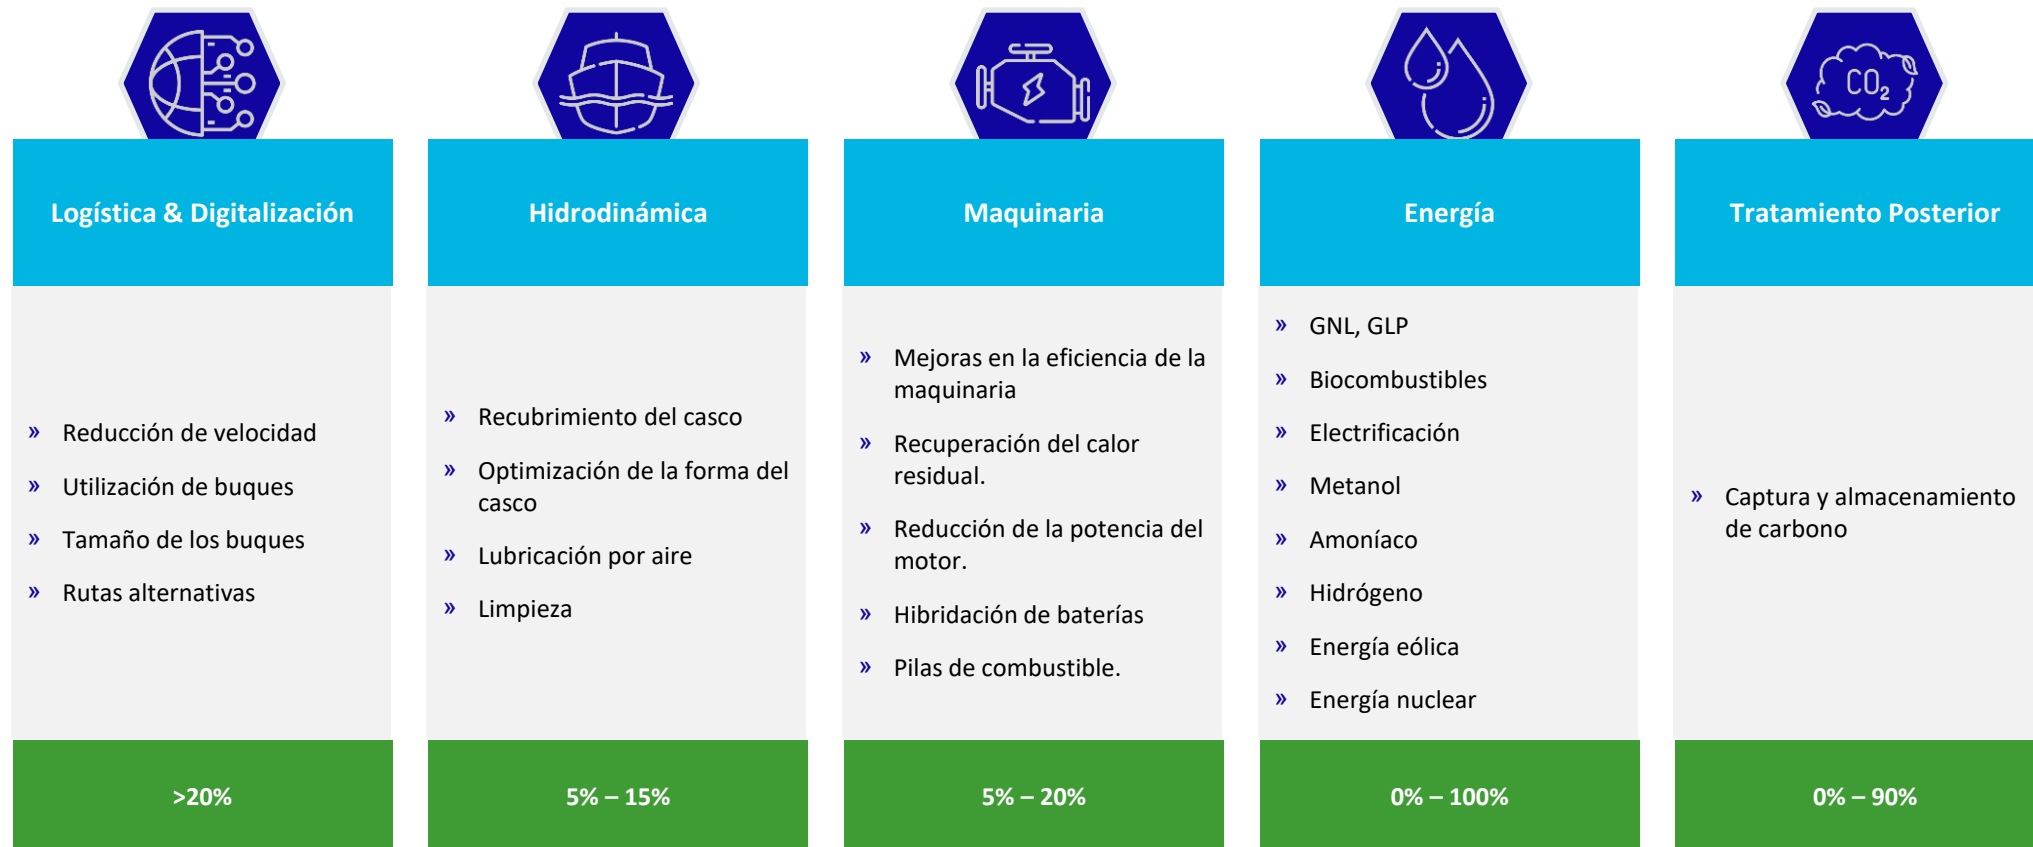 CO2
Logística & Digitalización
» Reducción de velocidad
» Utilización de buques
» Tamaño de los buques
» Rutas alternativas
>20%
Hidrodinámica
» Recubrimiento del casco
» Optimización de la forma del
casco
» Lubricación por aire
» Limpieza
5% – 15%
Maquinaria
» Mejoras en la eficiencia de la
maquinaria
» Recuperación del calor
residual.
» Reducción de la potencia del
motor.
» Hibridación de baterías
» Pilas de combustible.
5% – 20%
Energía
» GNL, GLP
» Biocombustibles
» Electrificación
» Metanol
» Amoníaco
» Hidrógeno
» Energía eólica
» Energía nuclear
0% – 100%
Tratamiento Posterior
» Captura y almacenamiento
de carbono
0% – 90%